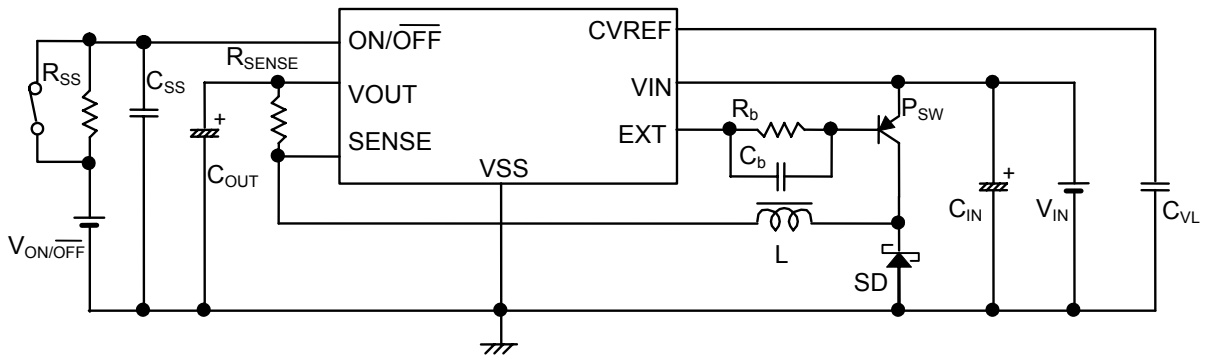 ON/OFF
CVREF
RSENSE
RSS
CSS
VOUT
VIN
PSW
Rb
+
EXT
SENSE
VSS
Cb
COUT
+
CIN
VIN
CVL
VON/OFF
L
SD